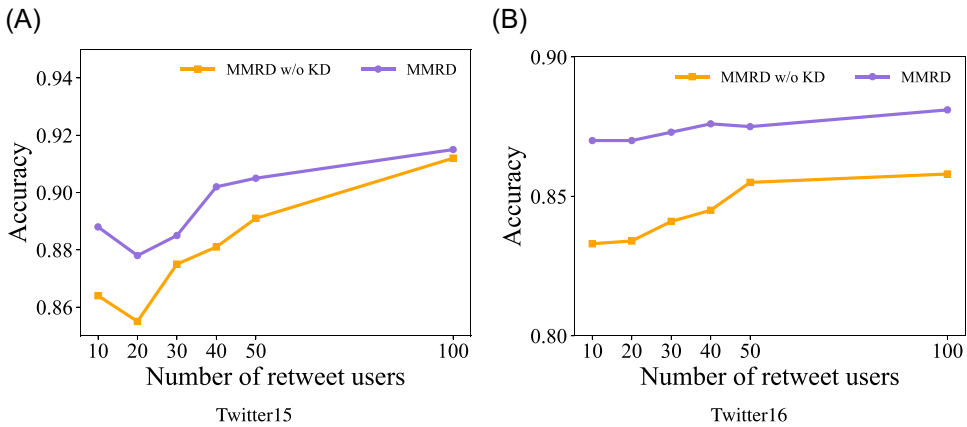 (A)
MMRD w/o KD
MMRD
0.94
0.92
0.90
0.88
0.86
Accuracy
10 20 30 40 50 100
Number of retweet users
Twitter15
(B)
MMRD w/o KD
MMRD
0.90
0.85
0.80
Accuracy
10 20 30 40 50 100
Number of retweet users
Twitter16